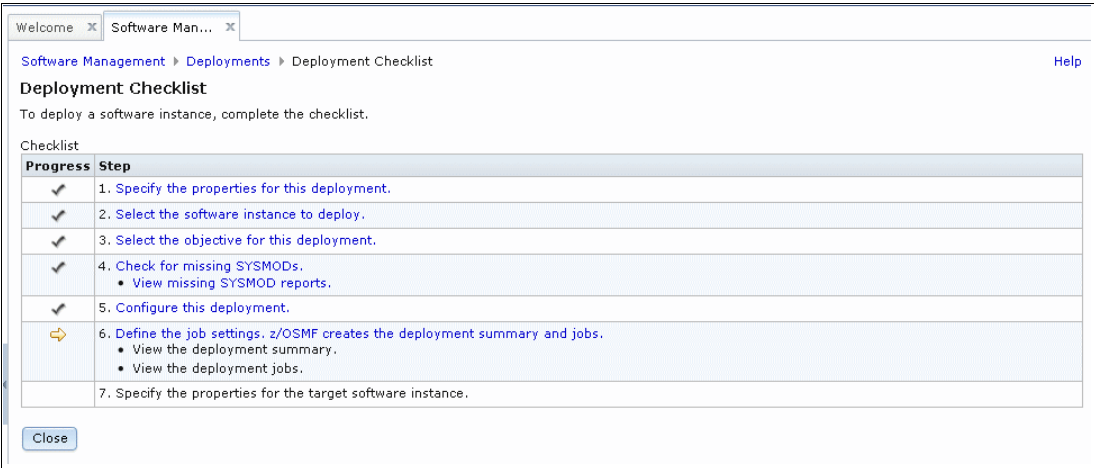 Welcome X Software Man... X
Software Management Deployments Deployment Checklist Help
Deployment Checklist
To deploy a software instance, complete the checklist.
Checklist
Progress Step
1. Specify the properties for this deployment.
2. Select the software instance to deploy.
3. Select the objective for this deployment.
4. Check for missing SYSMODs.
• View missing SYSMOD reports.
5. Configure this deployment.
6. Define the job settings. z/OSMF creates the deployment summary and jobs.
• View the deployment summary.
• View the deployment jobs.
7. Specify the properties for the target software instance.
Close